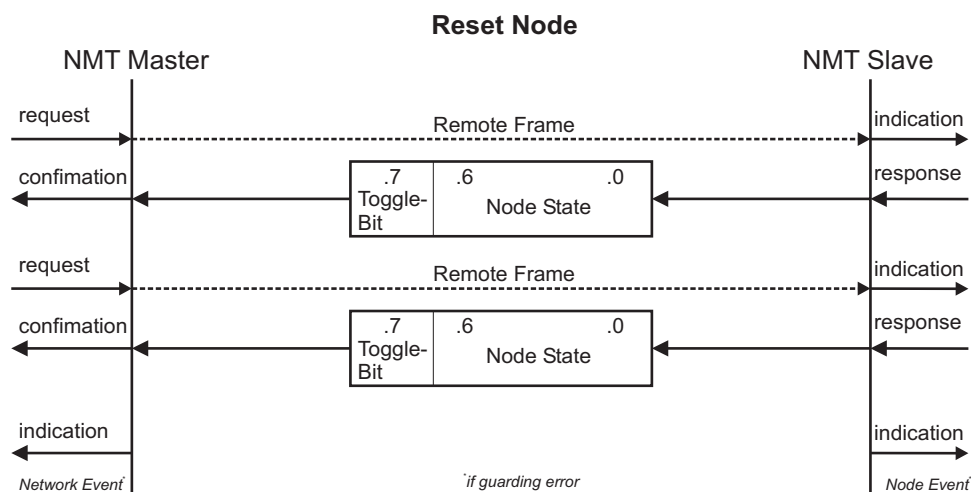 Reset Node
NMT Master
NMT Slave
request
Remote Frame
indication
confimation
.7
.6
.0
response
Toggle-
Bit
Node State
request
Remote Frame
indication
confimation
.7
.6
.0
response
Toggle-
Bit
Node State
indication
indication
Network Event*
*if guarding error
Node Event*